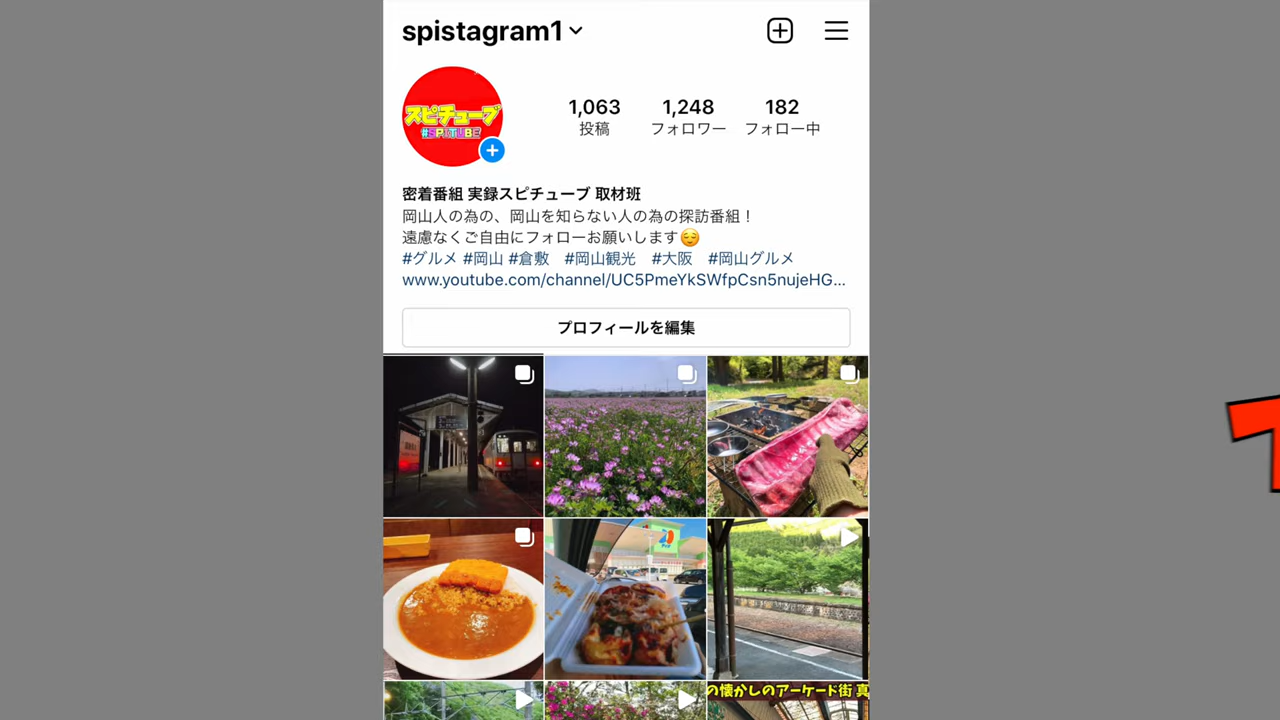 spistagram1
スピチューブ
#SPITUBE
1,063
投稿
1,248
フォロワー
182
フォロー中
密着番組 実録スピチューブ 取材班
岡山人の為の、岡山を知らない人の為の探訪番組！
遠慮なくご自由にフォローお願いします😌
#グルメ #岡山 #倉敷　#岡山観光　#大阪　#岡山グルメ
www.youtube.com/channel/UC5PmeYkSWfpCsn5nujeHG...
プロフィールを編集
の懐かしのアーケード街 真